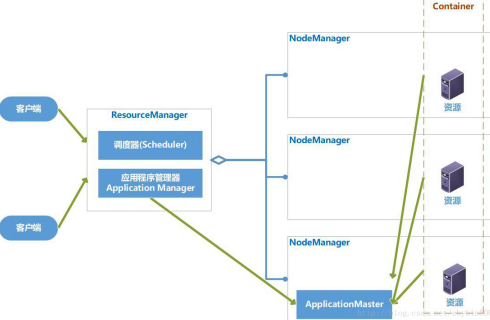 Container
NodeManager
资源
客户端
ResourceManager
调度器(Scheduler)
应用程序管理器
Application Manager
NodeManager
资源
客户端
NodeManager
ApplicationMaster
资源